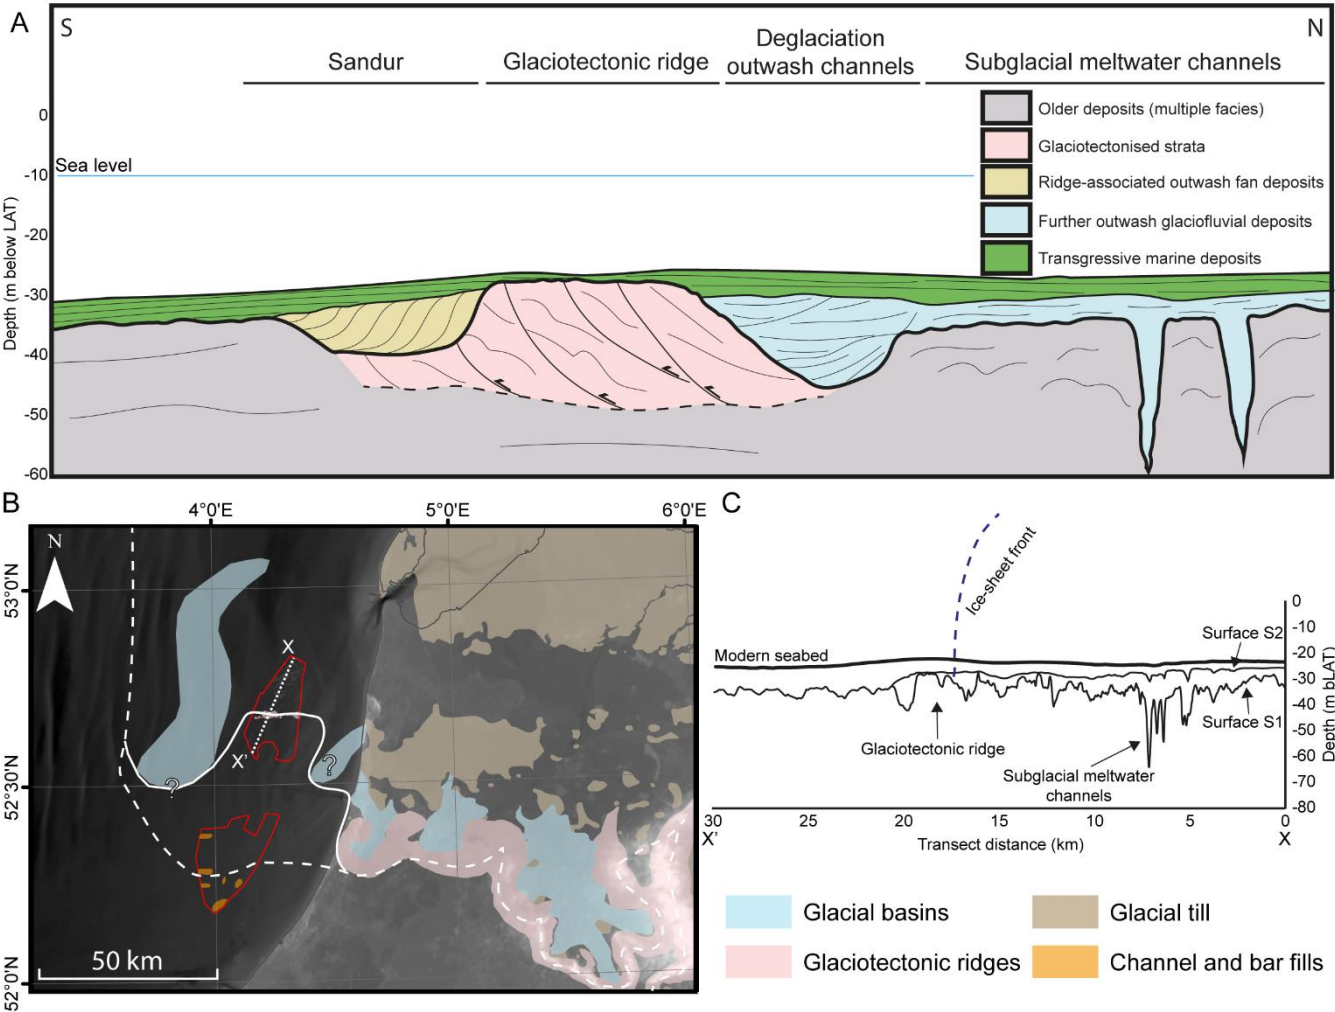 A
S
N
Sandur
Glaciotectonic ridge
Deglaciation
outwash channels
Subglacial meltwater channels
Older deposits (multiple facies)
Glaciotectonised strata
Ridge-associated outwash fan deposits
Further outwash glaciofluvial deposits
Transgressive marine deposits
Depth (m below LAT)
0
-10
-20
-30
-40
-50
-60
Sea level
B
4°0'E
5°0'E
6°0'E
N
53°0'N
52°30'N
52°0'N
X
X'
?
?
50 km
C
Ice-sheet front
Modern seabed
Surface S2
Surface S1
Glaciotectonic ridge
Subglacial meltwater
channels
0
-10
-20
-30
-40
-50
-60
-70
-80
Depth (m bLAT)
30
25
20
15
10
5
0
X'
X
Transect distance (km)
Glacial basins
Glacial till
Glaciotectonic ridges
Channel and bar fills